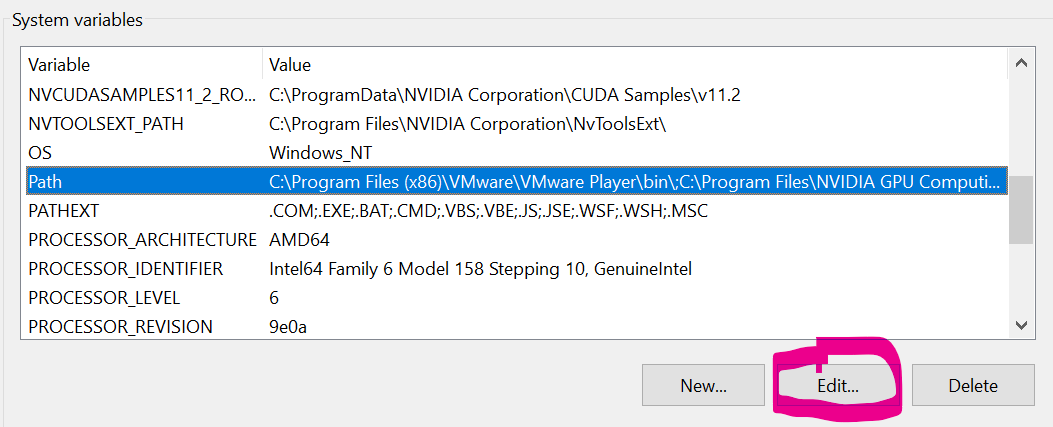 System variables
Variable Value
NVCUDASAMPLES11_2_RO... C:\ProgramData\NVIDIA Corporation\CUDA Samples\v11.2
NVTOOLSEXT_PATH C:\Program Files\NVIDIA Corporation\NvToolsExt\
OS Windows_NT
Path C:\Program Files (x86)\VMware\VMware Player\bin\;C:\Program Files\NVIDIA GPU Computi...
PATHEXT .COM;.EXE;.BAT;.CMD;.VBS;.VBE;.JS;.JSE;.WSF;.WSH;.MSC
PROCESSOR_ARCHITECTURE AMD64
PROCESSOR_IDENTIFIER Intel64 Family 6 Model 158 Stepping 10, GenuineIntel
PROCESSOR_LEVEL 6
PROCESSOR_REVISION 9e0a
New... Edit... Delete